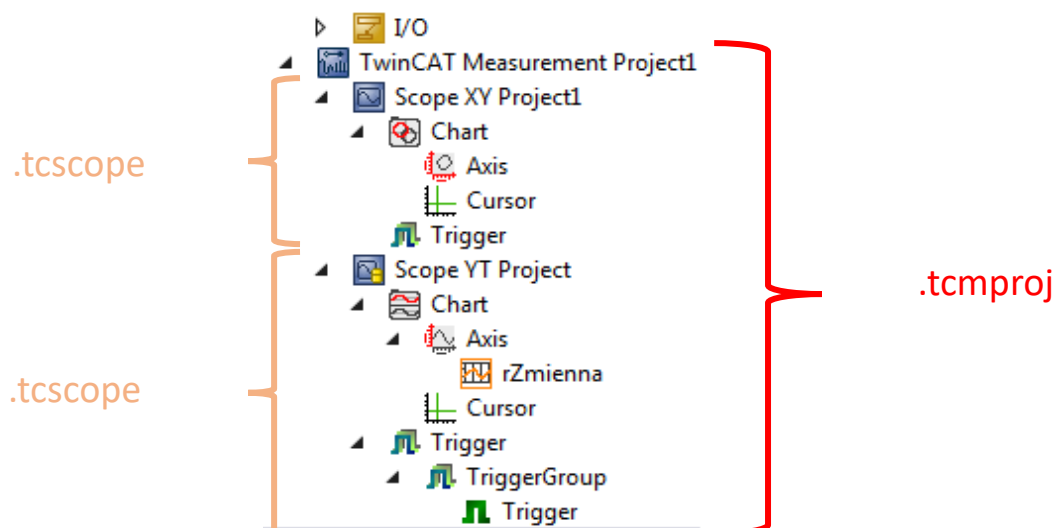 I/O
TwinCAT Measurement Project1
Scope XY Project1
Chart
.tcscope
Axis
Cursor
Trigger
Scope YT Project
.tcmproj
Chart
Axis
rZmienna
.tcscope
Cursor
Trigger
TriggerGroup
Trigger